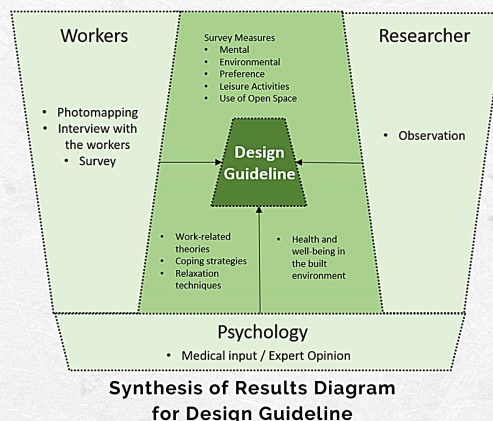 Workers
• Photomapping
• Interview with
the workers
• Survey
Survey Measures
• Mental
• Environmental
• Preference
• Leisure Activities
• Use of Open Space
Researcher
• Observation
Design
Guideline
• Work-related
theories
• Coping strategies
• Relaxation
techniques
• Health and
well-being in
the built
environment
Psychology
• Medical input / Expert Opinion
Synthesis of Results Diagram
for Design Guideline